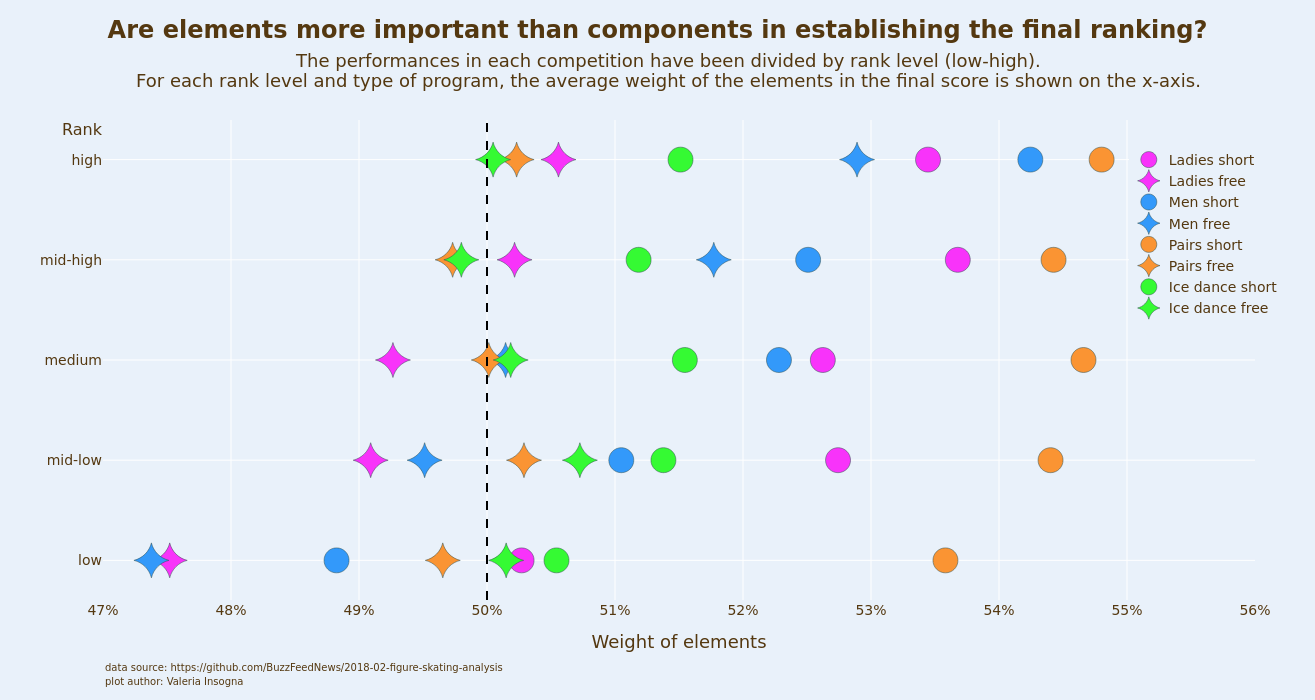 Are elements more important than components in establishing the final ranking?
The performances in each competition have been divided by rank level (low-high).
For each rank level and type of program, the average weight of the elements in the final score is shown on the x-axis.
Rank
high
mid-high
medium
mid-low
low
Ladies short
Ladies free
Men short
Men free
Pairs short
Pairs free
Ice dance short
Ice dance free
47% 48% 49% 50% 51% 52% 53% 54% 55% 56%
Weight of elements
data source: https://github.com/BuzzFeedNews/2018-02-figure-skating-analysis
plot author: Valeria Insogna